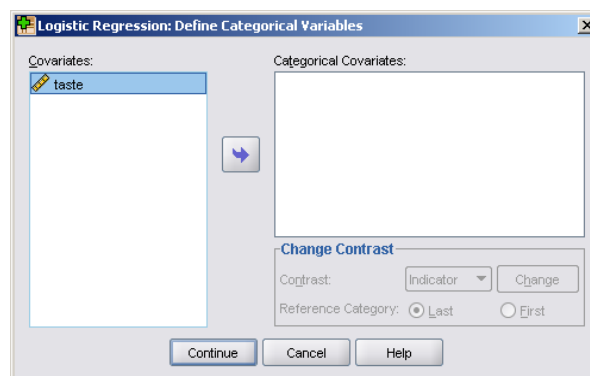 Logistic Regression: Define Categorical Variables
Covariates:
taste
Categorical Covariates:
Change Contrast
Contrast:
Indicator
Change
Reference Category:
Last
First
Continue
Cancel
Help